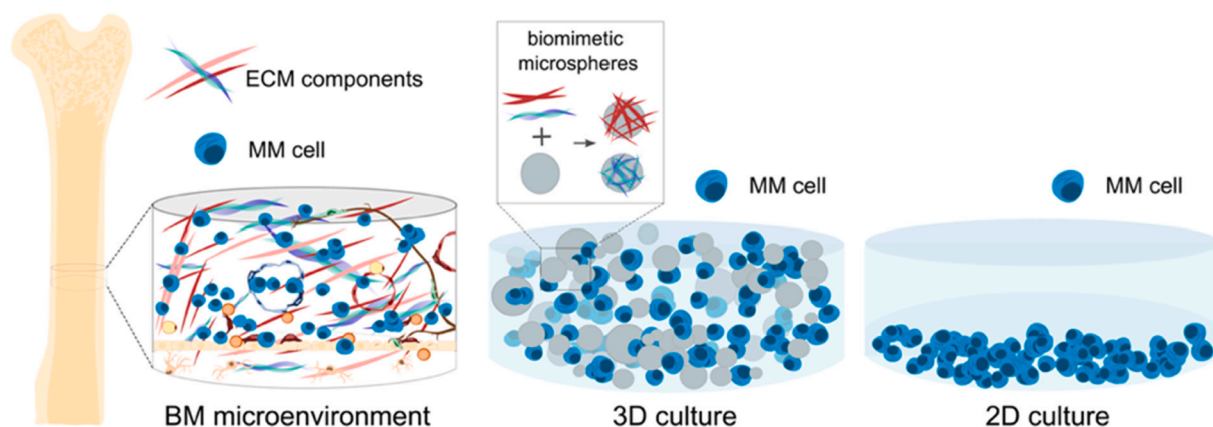 ECM components
MM cell
BM microenvironment
biomimetic
microspheres
+
MM cell
3D culture
MM cell
2D culture